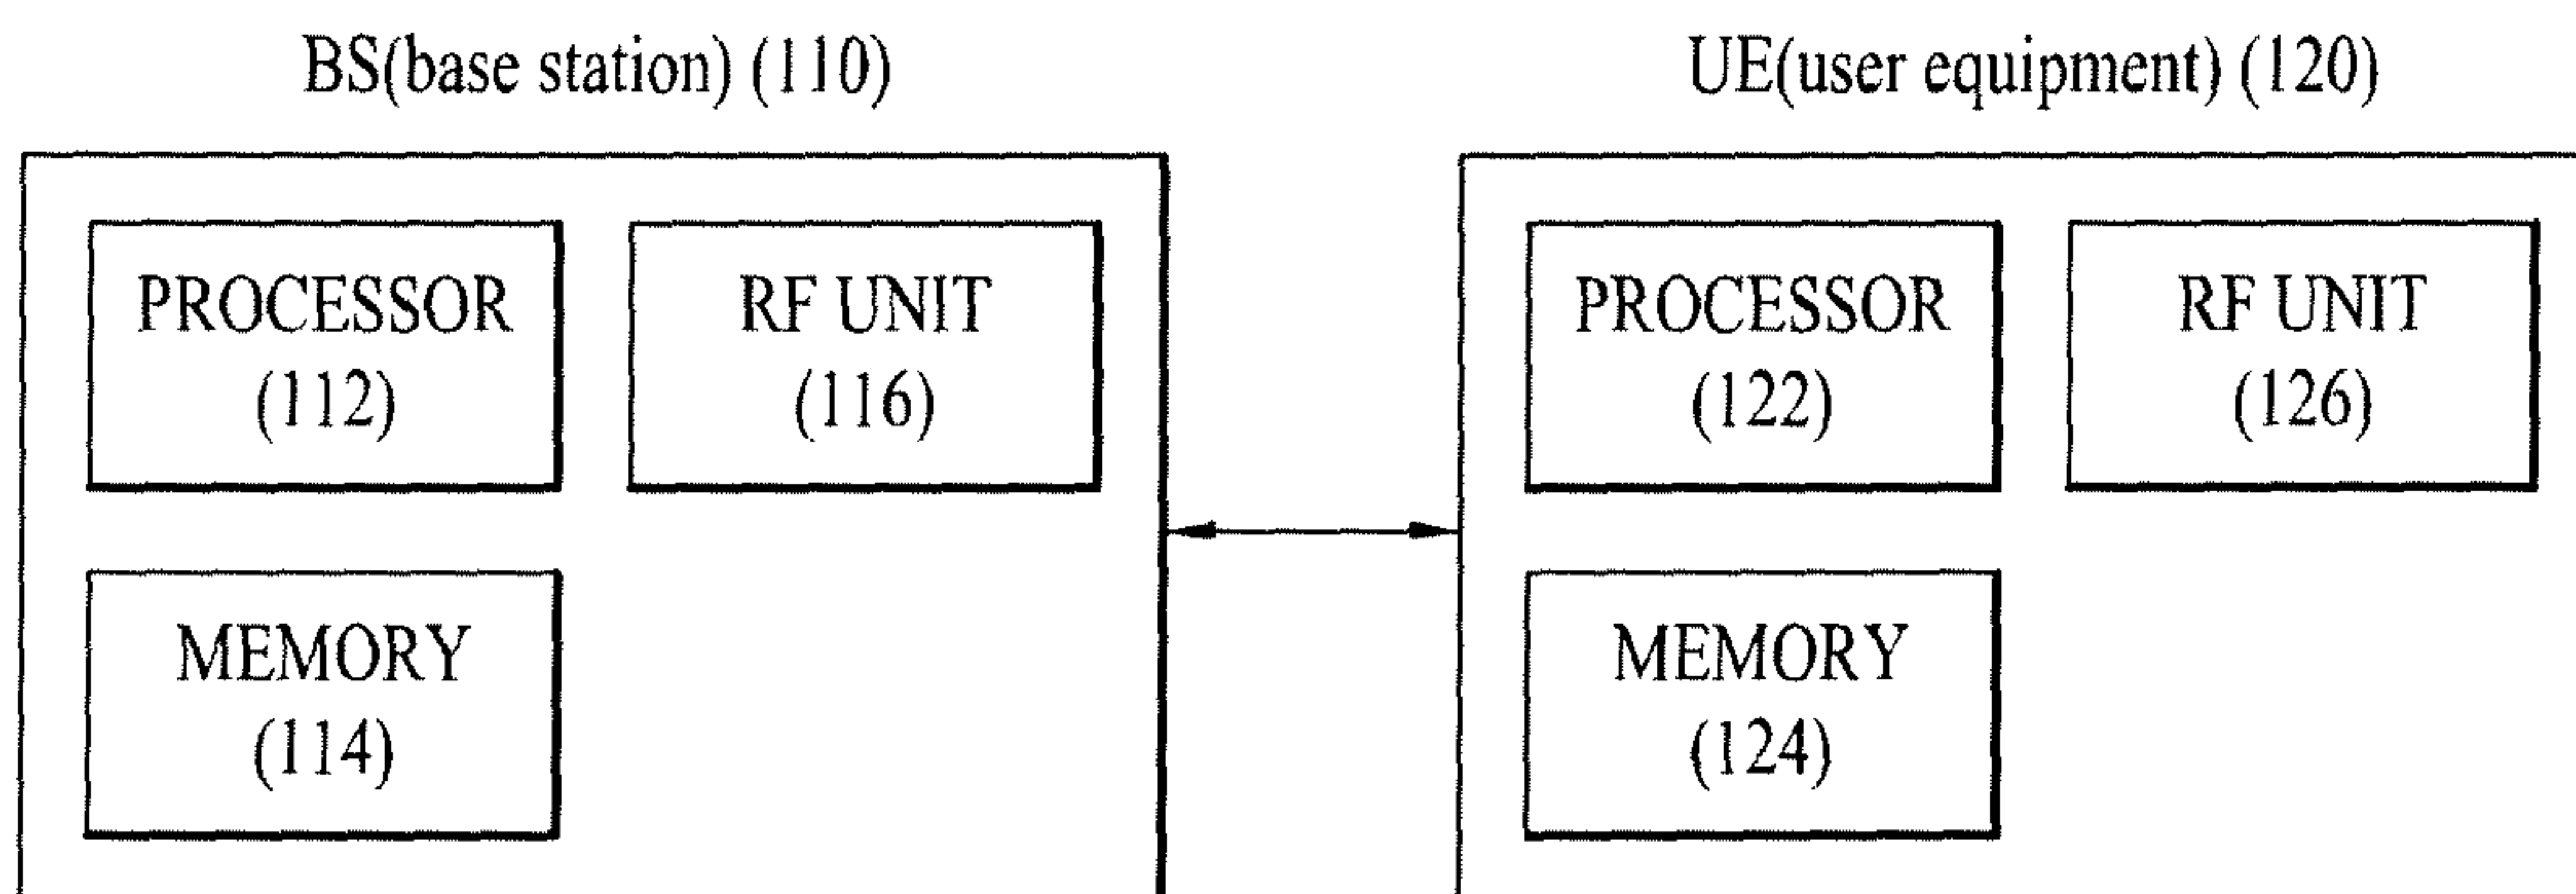 BS(base station) (110)
UE(user equipment) (120)
PROCESSOR
(112)
RF UNIT
(116)
PROCESSOR
(122)
RF UNIT
(126)
MEMORY
(114)
MEMORY
(124)